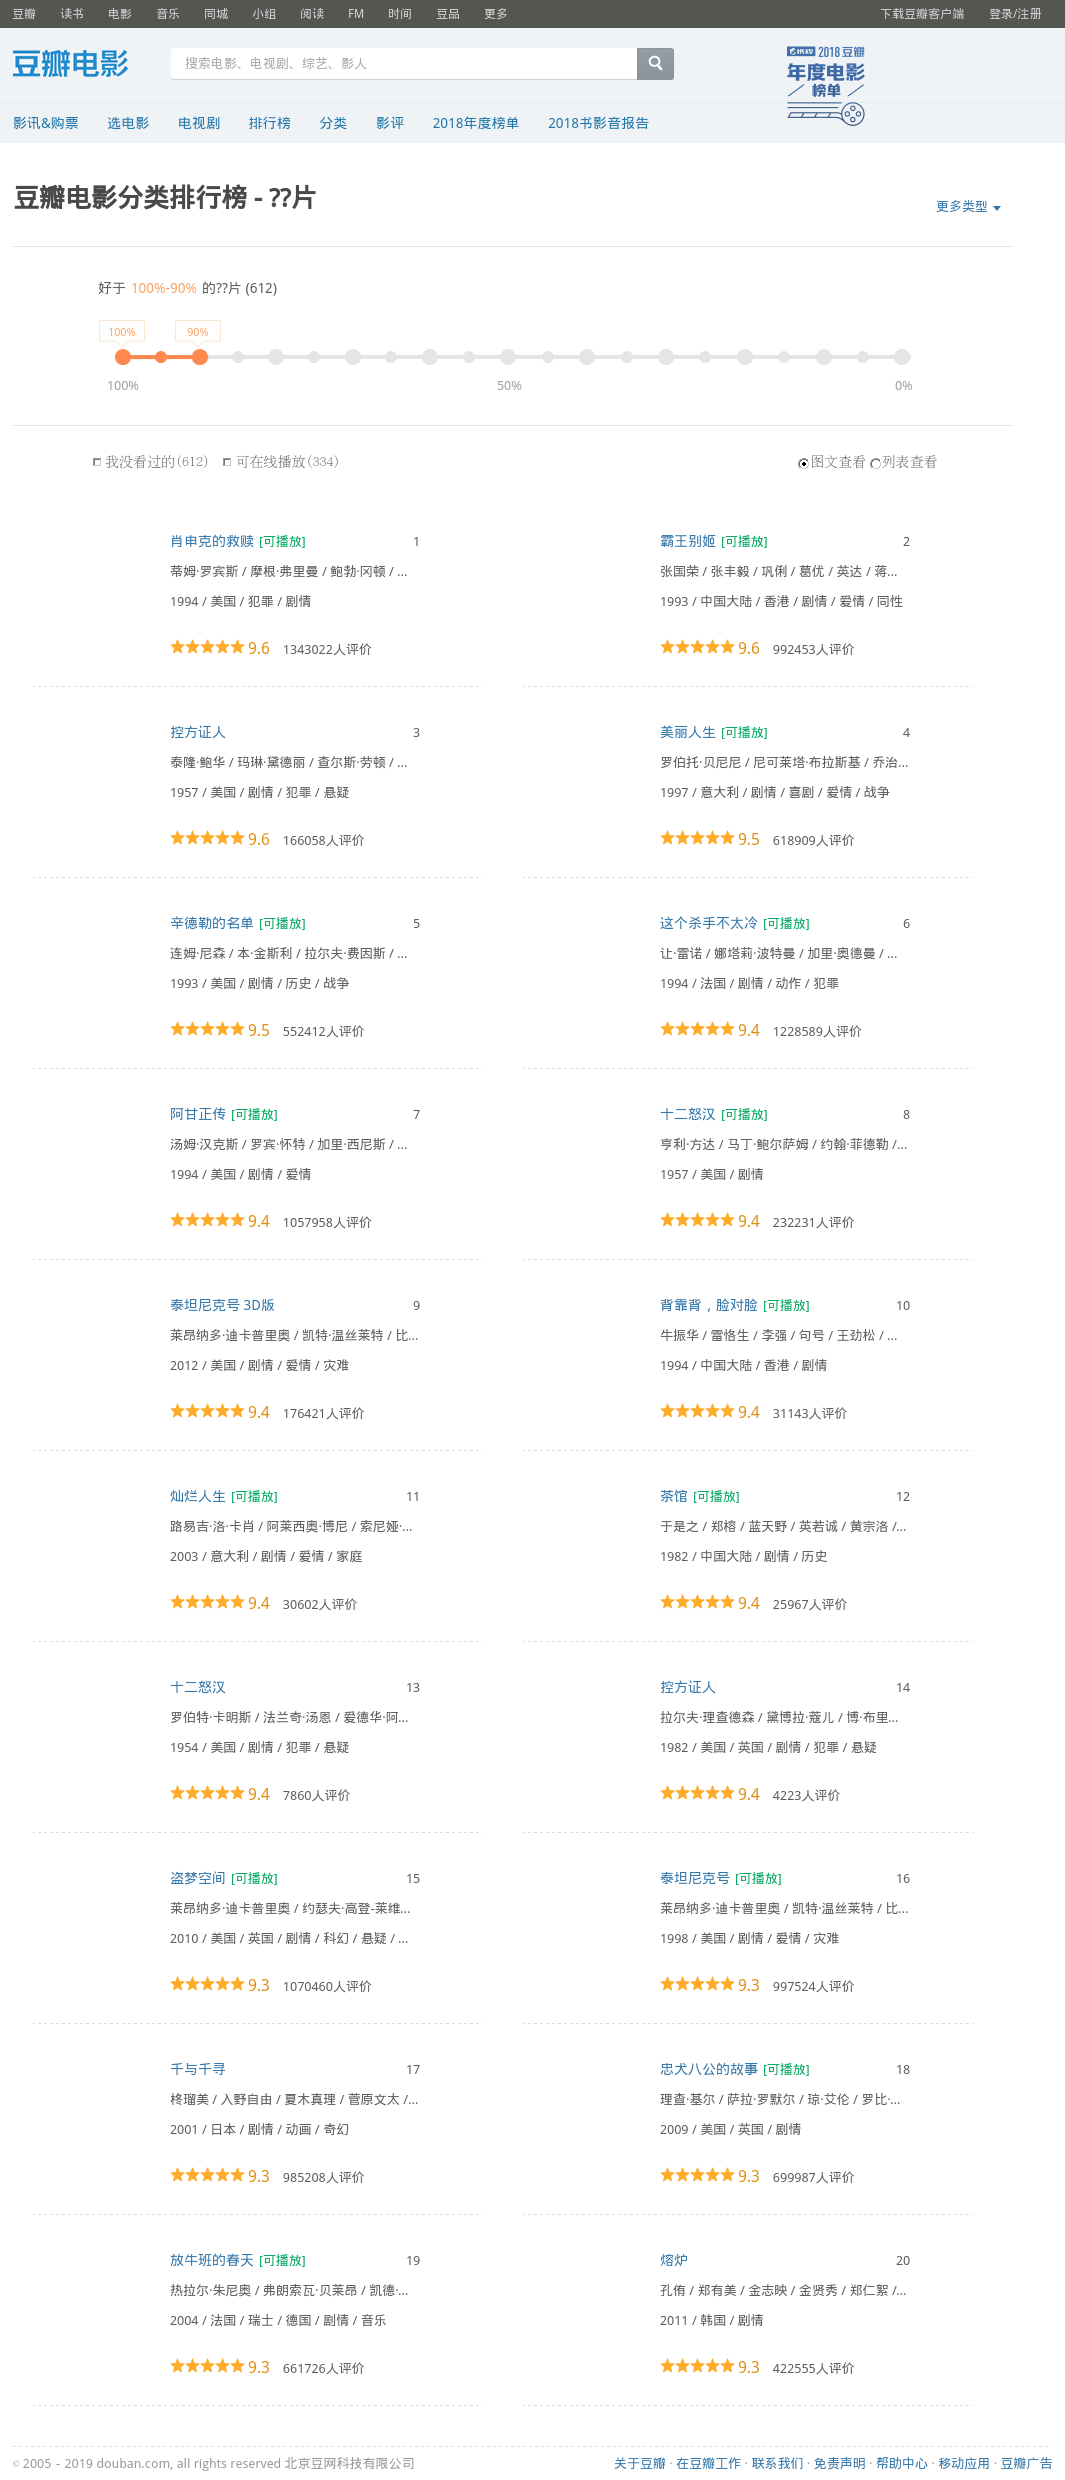 豆瓣 读书 电影 音乐 同城 小组 阅读 FM 时间 豆品 更多 下载豆瓣客户端 登录/注册
豆瓣电影
搜索电影、电视剧、综艺、影人
2018 豆瓣
年度电影
榜单
影讯&购票 选电影 电视剧 排行榜 分类 影评 2018年度榜单 2018书影音报告
豆瓣电影分类排行榜 - ??片
更多类型
好于 100%-90% 的??片 (612)
100% 90%
100% 50% 0%
我没看过的(612) 可在线播放(334) 图文查看 列表查看
肖申克的救赎 [可播放] 1
蒂姆·罗宾斯 / 摩根·弗里曼 / 鲍勃·冈顿 / ...
1994 / 美国 / 犯罪 / 剧情
9.6 1343022人评价
霸王别姬 [可播放] 2
张国荣 / 张丰毅 / 巩俐 / 葛优 / 英达 / 蒋...
1993 / 中国大陆 / 香港 / 剧情 / 爱情 / 同性
9.6 992453人评价
控方证人 3
泰隆·鲍华 / 玛琳·黛德丽 / 查尔斯·劳顿 / ...
1957 / 美国 / 剧情 / 犯罪 / 悬疑
9.6 166058人评价
美丽人生 [可播放] 4
罗伯托·贝尼尼 / 尼可莱塔·布拉斯基 / 乔治...
1997 / 意大利 / 剧情 / 喜剧 / 爱情 / 战争
9.5 618909人评价
辛德勒的名单 [可播放] 5
连姆·尼森 / 本·金斯利 / 拉尔夫·费因斯 / ...
1993 / 美国 / 剧情 / 历史 / 战争
9.5 552412人评价
这个杀手不太冷 [可播放] 6
让·雷诺 / 娜塔莉·波特曼 / 加里·奥德曼 / ...
1994 / 法国 / 剧情 / 动作 / 犯罪
9.4 1228589人评价
阿甘正传 [可播放] 7
汤姆·汉克斯 / 罗宾·怀特 / 加里·西尼斯 / ...
1994 / 美国 / 剧情 / 爱情
9.4 1057958人评价
十二怒汉 [可播放] 8
亨利·方达 / 马丁·鲍尔萨姆 / 约翰·菲德勒 /...
1957 / 美国 / 剧情
9.4 232231人评价
泰坦尼克号 3D版 9
莱昂纳多·迪卡普里奥 / 凯特·温丝莱特 / 比...
2012 / 美国 / 剧情 / 爱情 / 灾难
9.4 176421人评价
背靠背，脸对脸 [可播放] 10
牛振华 / 雷恪生 / 李强 / 句号 / 王劲松 / ...
1994 / 中国大陆 / 香港 / 剧情
9.4 31143人评价
灿烂人生 [可播放] 11
路易吉·洛·卡肖 / 阿莱西奥·博尼 / 索尼娅·...
2003 / 意大利 / 剧情 / 爱情 / 家庭
9.4 30602人评价
茶馆 [可播放] 12
于是之 / 郑榕 / 蓝天野 / 英若诚 / 黄宗洛 /...
1982 / 中国大陆 / 剧情 / 历史
9.4 25967人评价
十二怒汉 13
罗伯特·卡明斯 / 法兰奇·汤恩 / 爱德华·阿...
1954 / 美国 / 剧情 / 犯罪 / 悬疑
9.4 7860人评价
控方证人 14
拉尔夫·理查德森 / 黛博拉·蔻儿 / 博·布里...
1982 / 美国 / 英国 / 剧情 / 犯罪 / 悬疑
9.4 4223人评价
盗梦空间 [可播放] 15
莱昂纳多·迪卡普里奥 / 约瑟夫·高登-莱维...
2010 / 美国 / 英国 / 剧情 / 科幻 / 悬疑 / ...
9.3 1070460人评价
泰坦尼克号 [可播放] 16
莱昂纳多·迪卡普里奥 / 凯特·温丝莱特 / 比...
1998 / 美国 / 剧情 / 爱情 / 灾难
9.3 997524人评价
千与千寻 17
柊瑠美 / 入野自由 / 夏木真理 / 菅原文太 /...
2001 / 日本 / 剧情 / 动画 / 奇幻
9.3 985208人评价
忠犬八公的故事 [可播放] 18
理查·基尔 / 萨拉·罗默尔 / 琼·艾伦 / 罗比·...
2009 / 美国 / 英国 / 剧情
9.3 699987人评价
放牛班的春天 [可播放] 19
热拉尔·朱尼奥 / 弗朗索瓦·贝莱昂 / 凯德·...
2004 / 法国 / 瑞士 / 德国 / 剧情 / 音乐
9.3 661726人评价
熔炉 20
孔侑 / 郑有美 / 金志映 / 金贤秀 / 郑仁絮 /...
2011 / 韩国 / 剧情
9.3 422555人评价
© 2005 - 2019 douban.com, all rights reserved 北京豆网科技有限公司 关于豆瓣 · 在豆瓣工作 · 联系我们 · 免责声明 · 帮助中心 · 移动应用 · 豆瓣广告